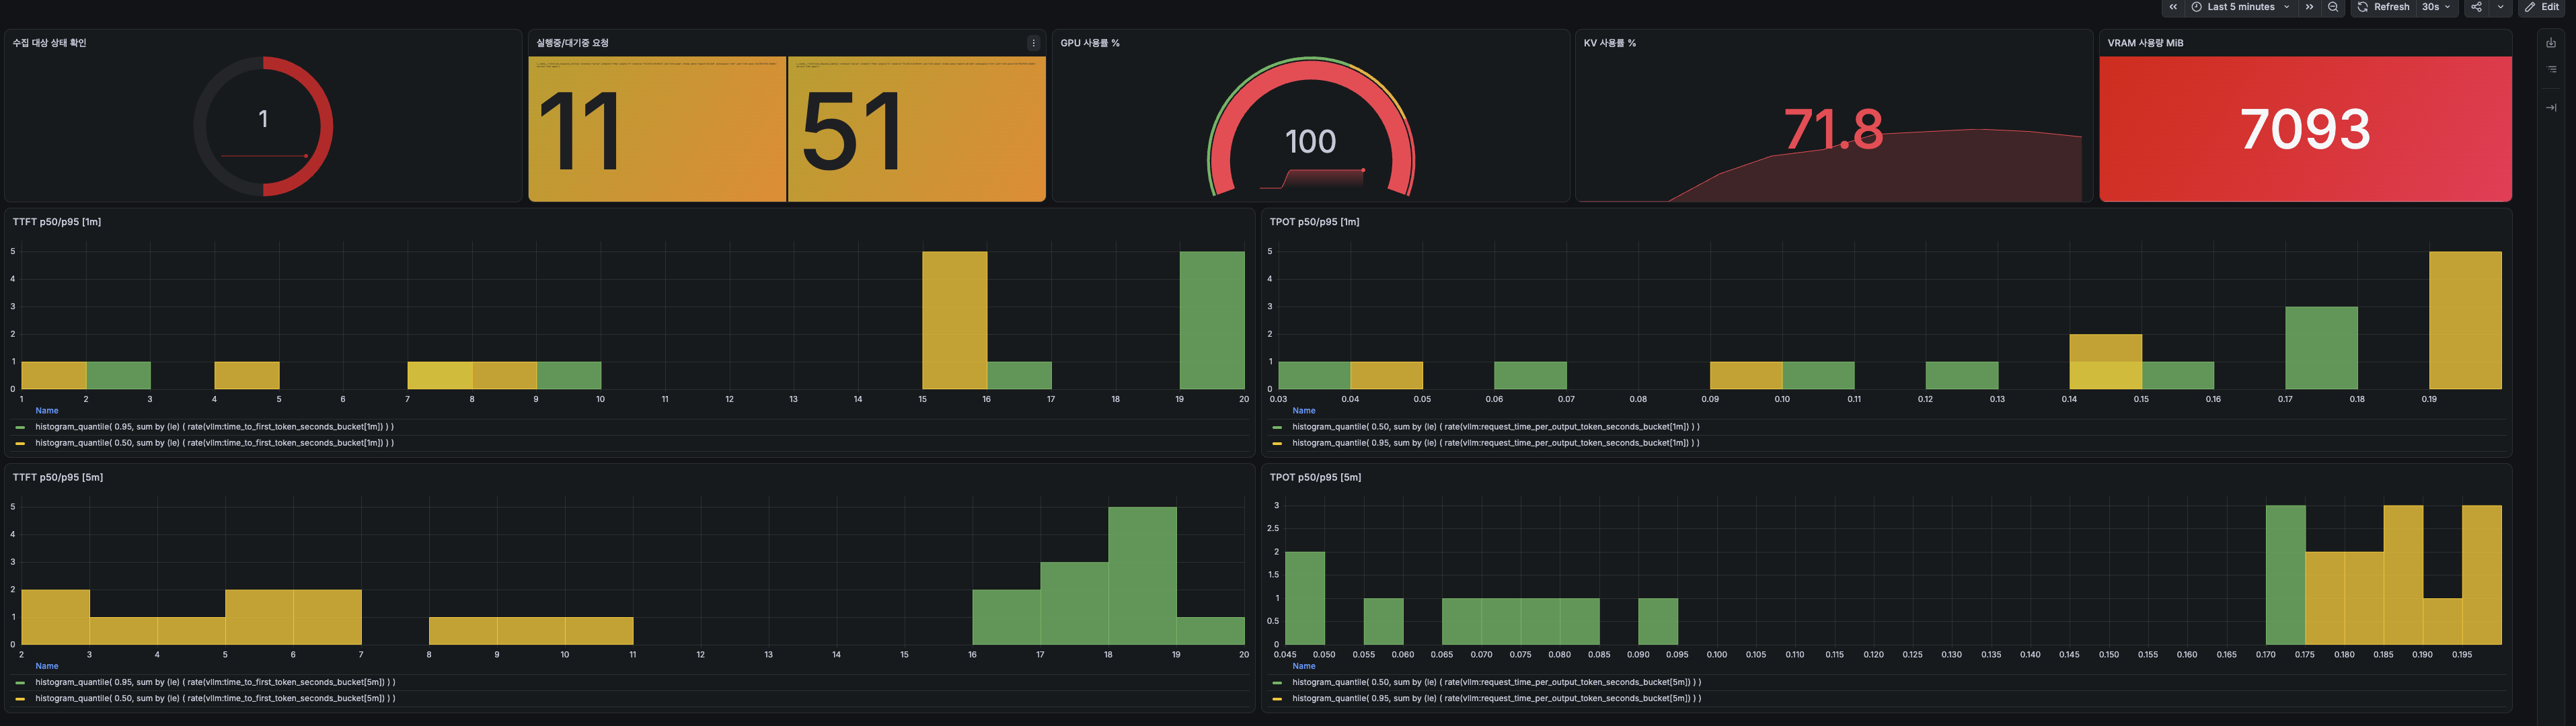 Last 5 minutes
Refresh
30s
Edit
수집 대상 상태 확인
1
실행중/대기중 요청
11
51
GPU 사용률 %
100
KV 사용률 %
71.8
VRAM 사용량 MiB
7093
TTFT p50/p95 [1m]
5
4
3
2
1
0
1 2 3 4 5 6 7 8 9 10 11 12 13 14 15 16 17 18 19 20
Name
histogram_quantile( 0.95, sum by (le) ( rate(vllm:time_to_first_token_seconds_bucket[1m]) ) )
histogram_quantile( 0.50, sum by (le) ( rate(vllm:time_to_first_token_seconds_bucket[1m]) ) )
TPOT p50/p95 [1m]
5
4
3
2
1
0
0.03 0.04 0.05 0.06 0.07 0.08 0.09 0.10 0.11 0.12 0.13 0.14 0.15 0.16 0.17 0.18 0.19
Name
histogram_quantile( 0.50, sum by (le) ( rate(vllm:request_time_per_output_token_seconds_bucket[1m]) ) )
histogram_quantile( 0.95, sum by (le) ( rate(vllm:request_time_per_output_token_seconds_bucket[1m]) ) )
TTFT p50/p95 [5m]
5
4
3
2
1
0
2 3 4 5 6 7 8 9 10 11 12 13 14 15 16 17 18 19 20
Name
histogram_quantile( 0.95, sum by (le) ( rate(vllm:time_to_first_token_seconds_bucket[5m]) ) )
histogram_quantile( 0.50, sum by (le) ( rate(vllm:time_to_first_token_seconds_bucket[5m]) ) )
TPOT p50/p95 [5m]
3
2.5
2
1.5
1
0.5
0
0.045 0.050 0.055 0.060 0.065 0.070 0.075 0.080 0.085 0.090 0.095 0.100 0.105 0.110 0.115 0.120 0.125 0.130 0.135 0.140 0.145 0.150 0.155 0.160 0.165 0.170 0.175 0.180 0.185 0.190 0.195
Name
histogram_quantile( 0.50, sum by (le) ( rate(vllm:request_time_per_output_token_seconds_bucket[5m]) ) )
histogram_quantile( 0.95, sum by (le) ( rate(vllm:request_time_per_output_token_seconds_bucket[5m]) ) )